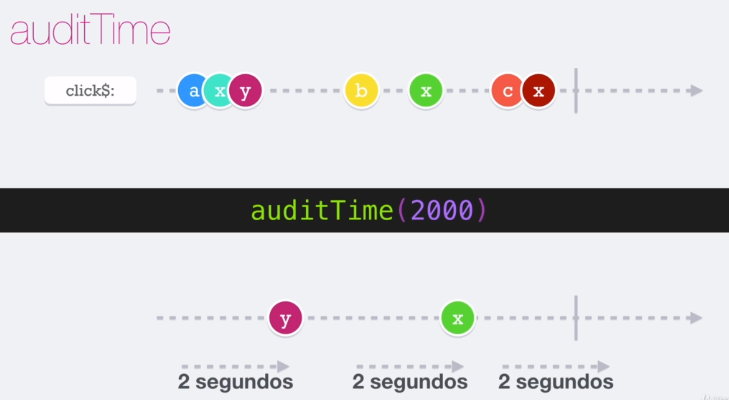 auditTime
click$:
a x y b x c x
auditTime(2000)
y x
2 segundos 2 segundos 2 segundos